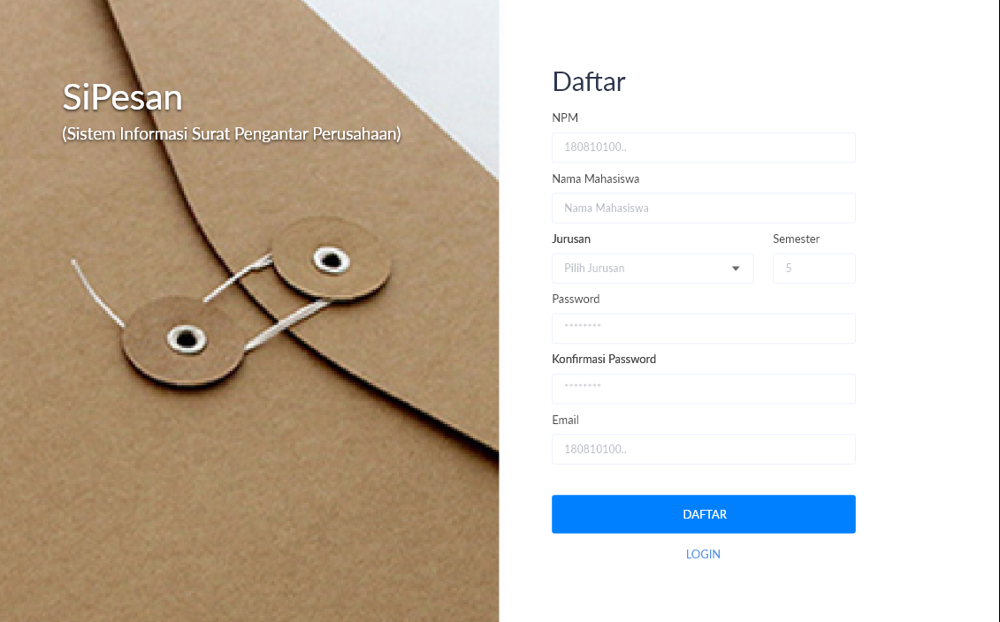 SiPesan
(Sistem Informasi Surat Pengantar Perusahaan)
Daftar
NPM
180810100..
Nama Mahasiswa
Nama Mahasiswa
Jurusan
Semester
Pilih Jurusan
5
Password
********
Konfirmasi Password
********
Email
180810100..
DAFTAR
LOGIN